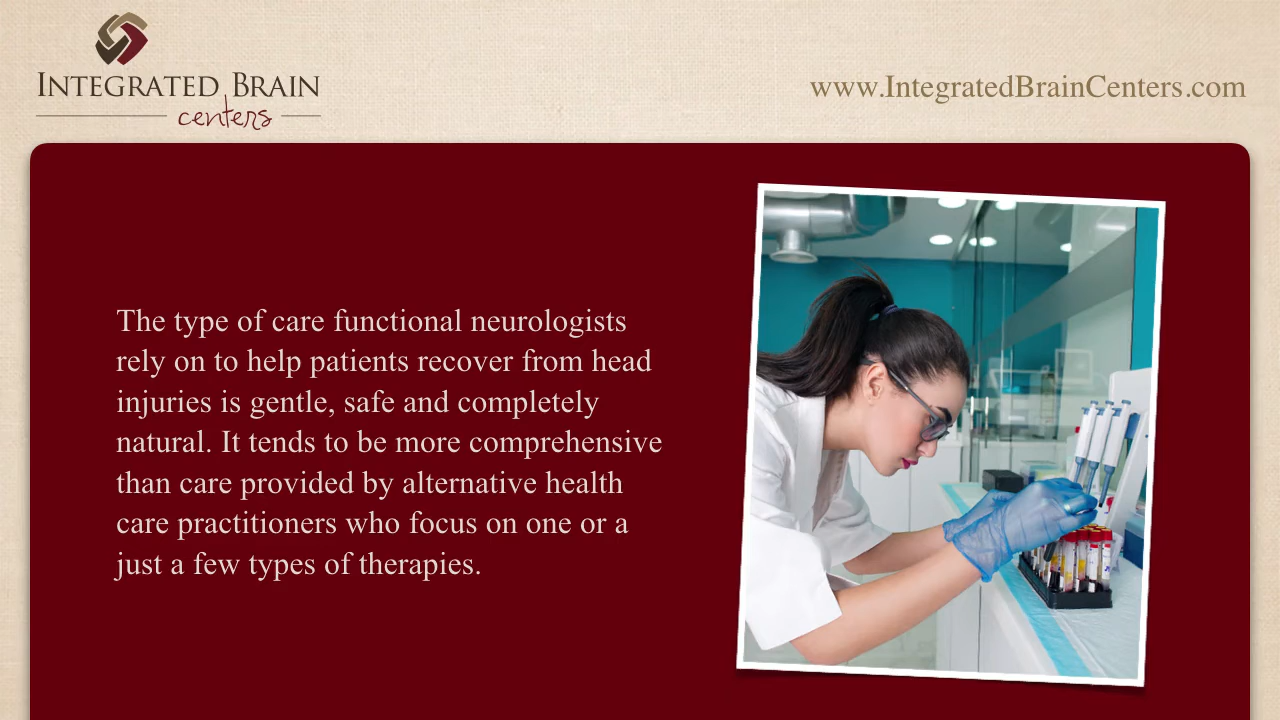 INTEGRATED BRAIN
centers
www.IntegratedBrainCenters.com
The type of care functional neurologists
rely on to help patients recover from head
injuries is gentle, safe and completely
natural. It tends to be more comprehensive
than care provided by alternative health
care practitioners who focus on one or a
just a few types of therapies.